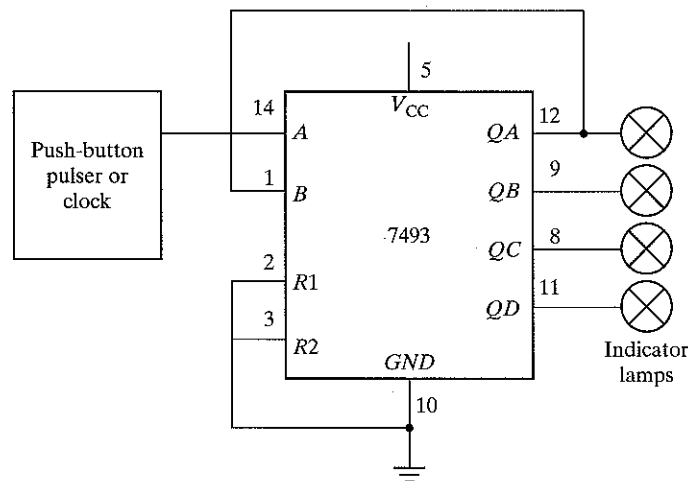 Push-button
pulser or
clock
5
VCC
14
A
1
B
2
R1
3
R2
7493
QA
12
QB
9
QC
8
QD
11
GND
10
Indicator
lamps